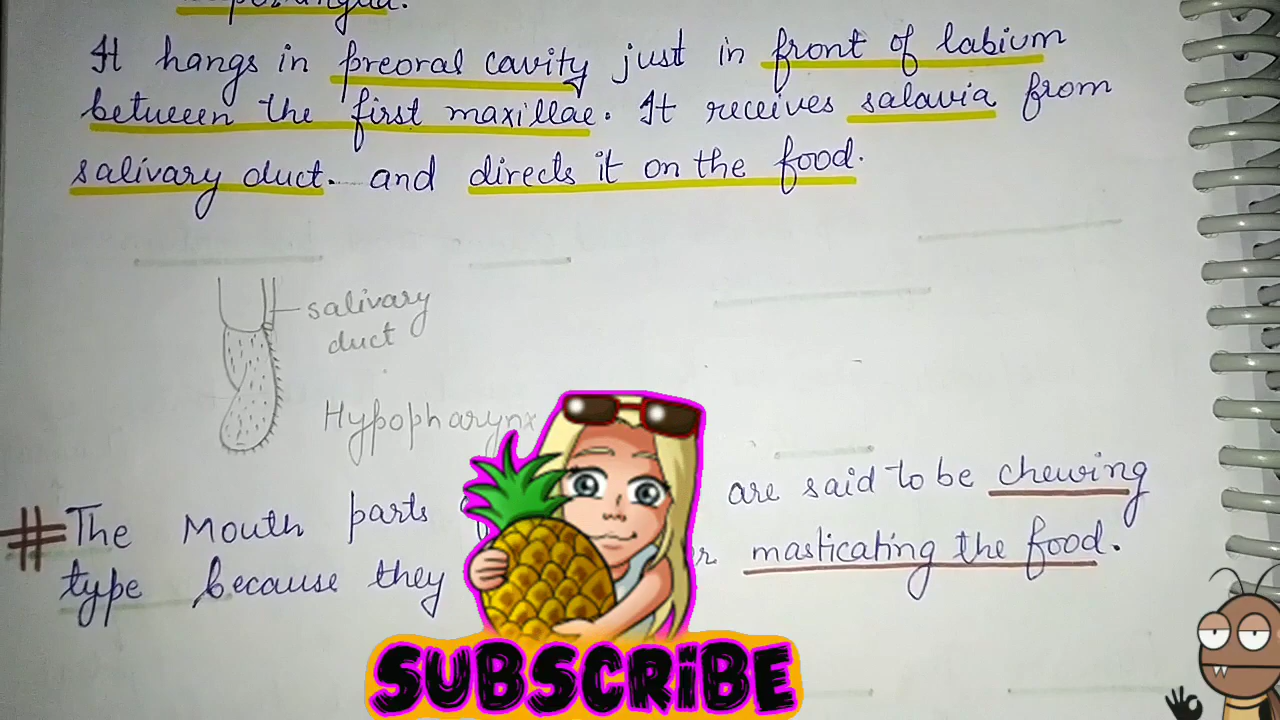 It hangs in preoral cavity just in front of labium
between the first maxillae. It receives salavia from
salivary duct. and directs it on the food.
salivary
duct
Hypopharynx
# The Mouth parts are said to be chewing
type because they masticating the food.
SUBSCRIBE